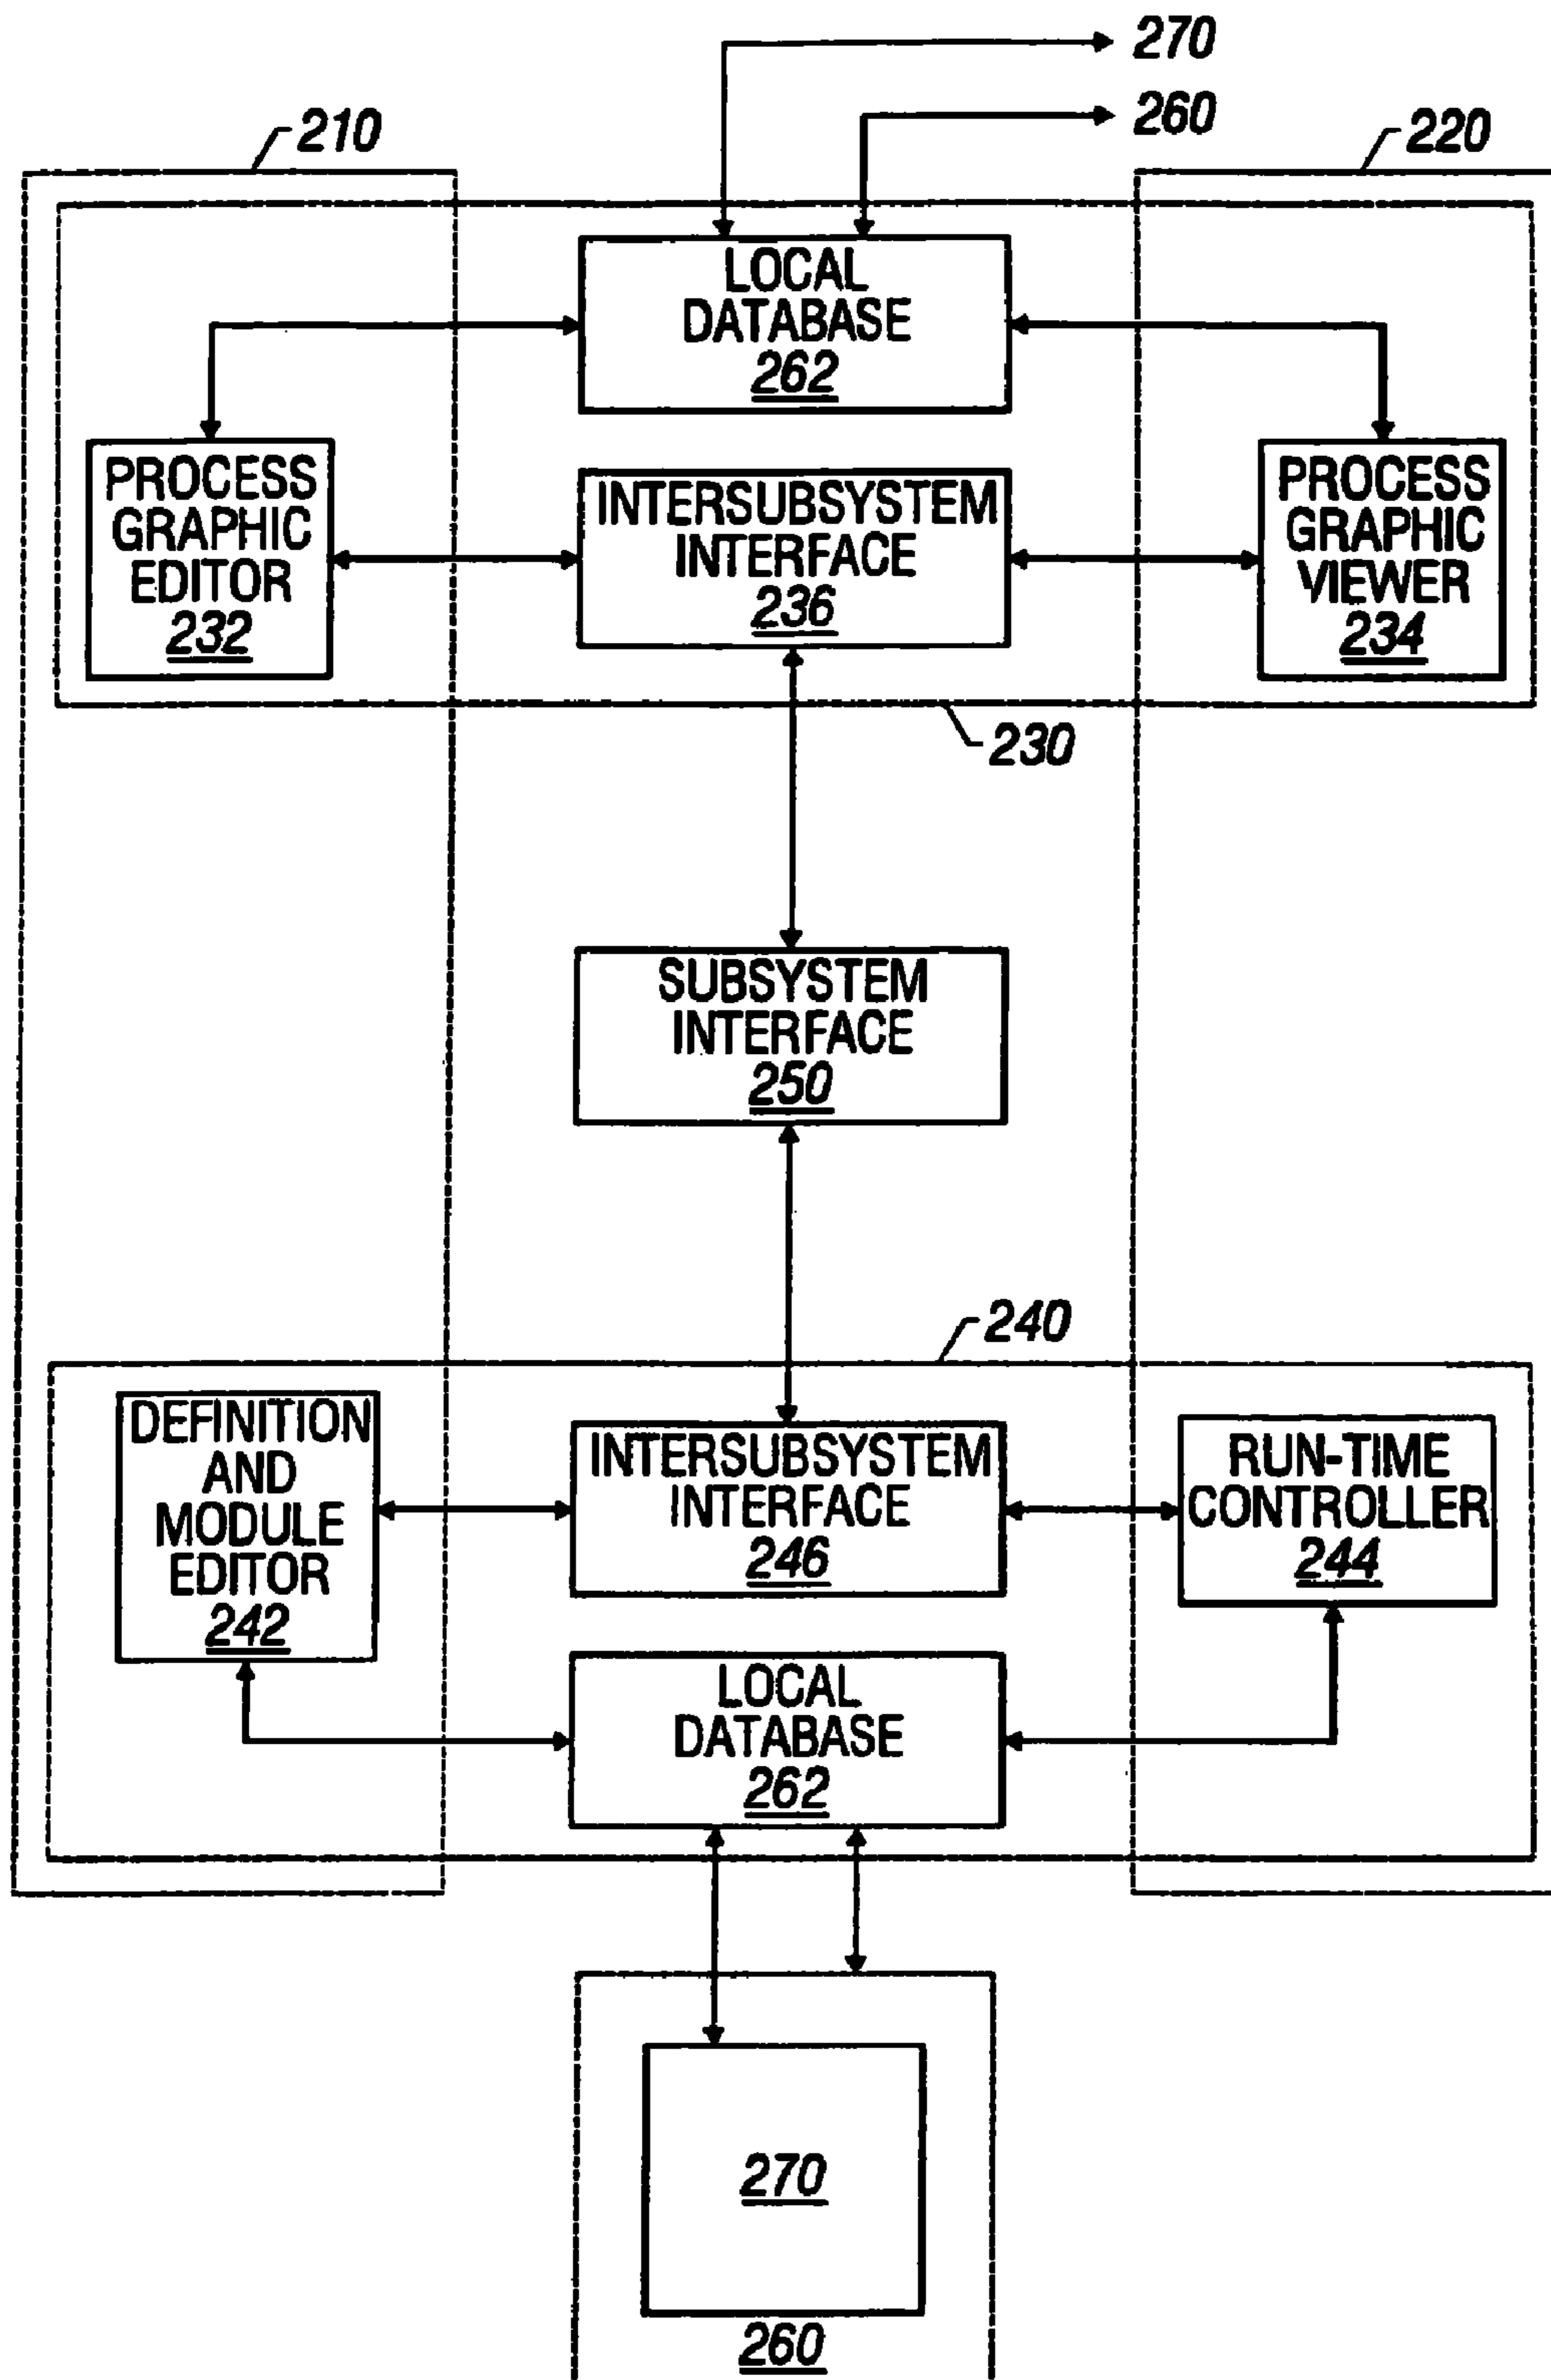 270
260
210
220
LOCAL
DATABASE
262
PROCESS
GRAPHIC
EDITOR
232
INTERSUBSYSTEM
INTERFACE
236
PROCESS
GRAPHIC
VIEWER
234
230
SUBSYSTEM
INTERFACE
250
240
DEFINITION
AND
MODULE
EDITOR
242
INTERSUBSYSTEM
INTERFACE
246
RUN-TIME
CONTROLLER
244
LOCAL
DATABASE
262
270
260